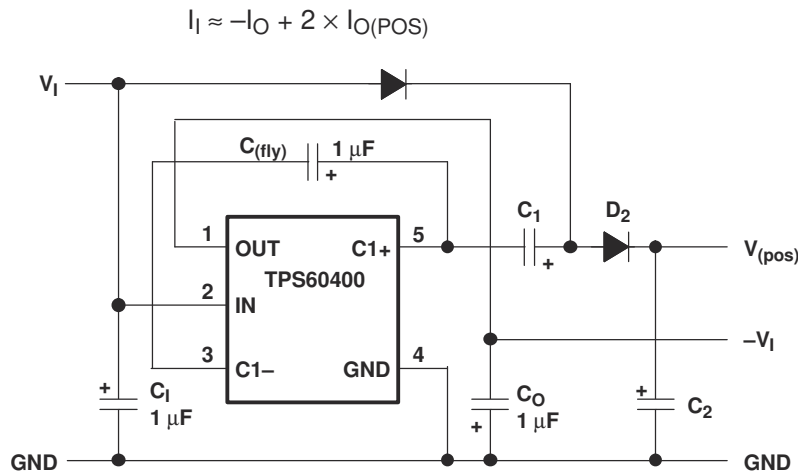 I_I ≈ –I_O + 2 × I_O(POS)
V_I
C_(fly) 1 μF
+
C_1 D_2
1 OUT C1+ 5
+
V_(pos)
TPS60400
2 IN
–V_I
3 C1– GND 4
+ C_I
1 μF
C_O
+ 1 μF
+ C_2
GND GND